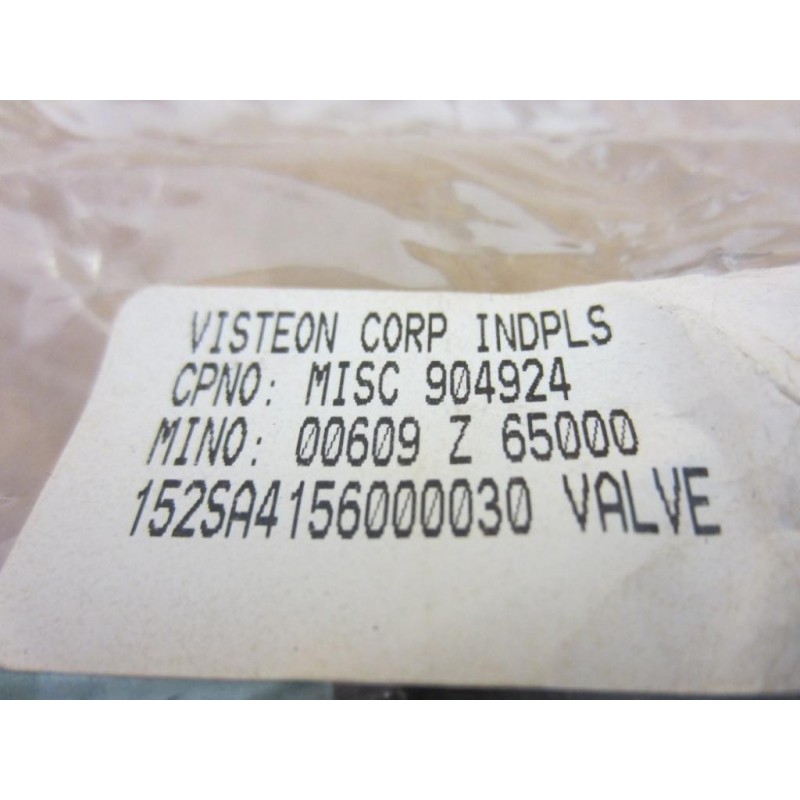 VISTEON CORP INDPLS
CPNO: MISC 904924
MINO: 00609 Z 65000
152SA4156000030 VALVE